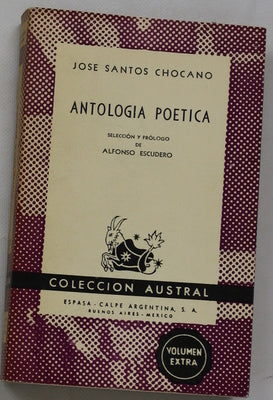 JOSE SANTOS CHOCANO
ANTOLOGIA POETICA
SELECCIÓN Y PRÓLOGO
DE
ALFONSO ESCUDERO
COLECCION AUSTRAL
ESPASA - CALPE ARGENTINA, S. A.
BUENOS AIRES - MEXICO
VOLUMEN
EXTRA